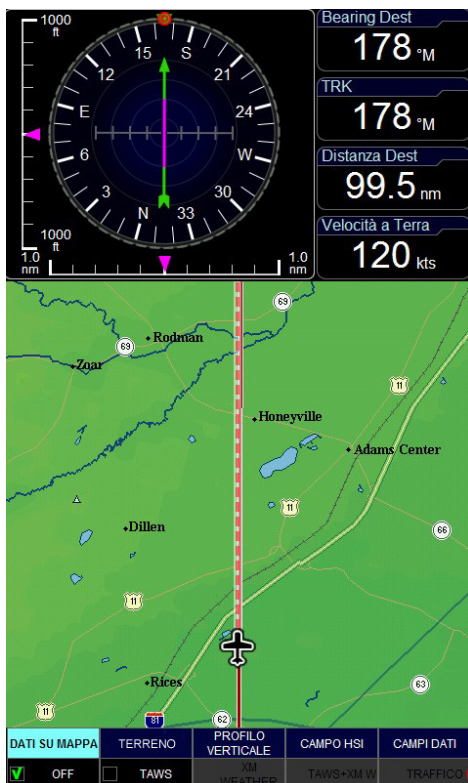 1000
ft
Bearing Dest
178 °M
TRK
178 °M
Distanza Dest
99.5 nm
Velocità a Terra
120 kts
15
S
21
24
W
30
33
N
3
6
E
12
1000
ft
1.0
nm
1.0
nm
69
69
Rodman
Zoar
11
Honeyville
Adams Center
11
Dillen
66
11
Rices
63
11
81
62
DATI SU MAPPA
TERRENO
PROFILO
VERTICALE
CAMPO HSI
CAMPI DATI
OFF
TAWS
XM
WEATHER
TAWS+XM W
TRAFFICO